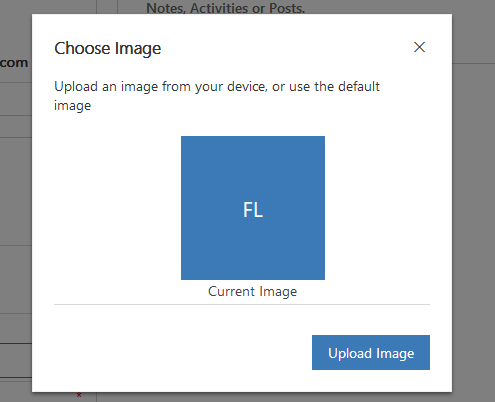 Notes, Activities or Posts.
Choose Image
com
Upload an image from your device, or use the default
image
FL
Current Image
Upload Image
*